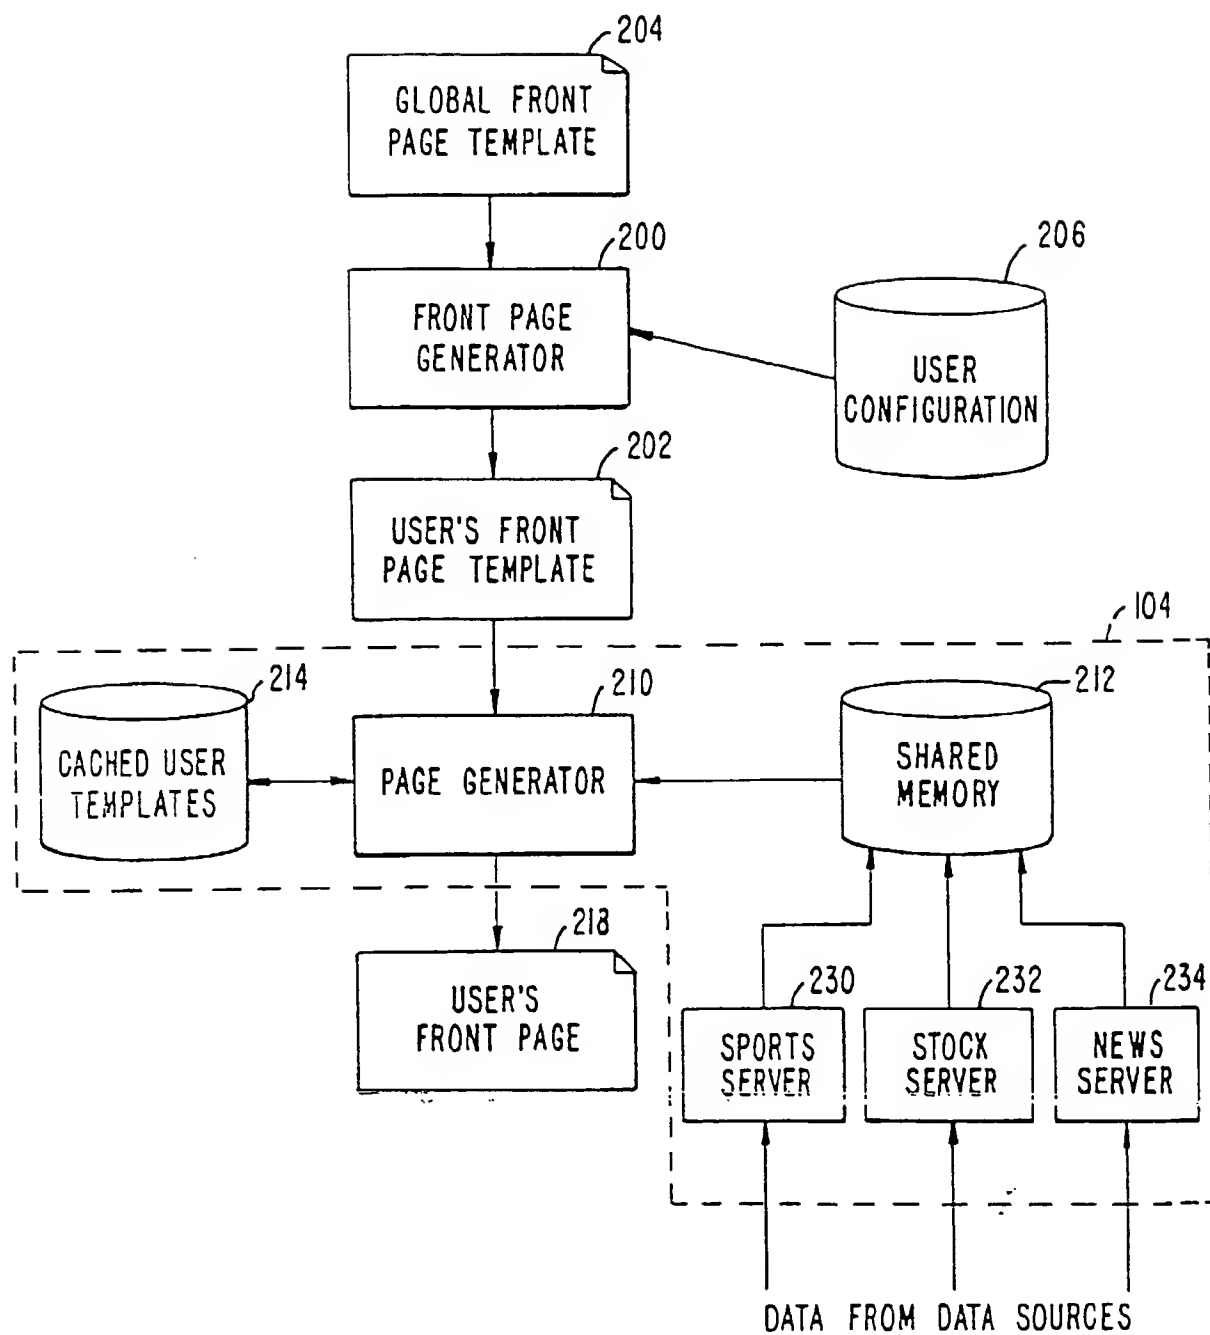 204
GLOBAL FRONT
PAGE TEMPLATE
200
206
FRONT PAGE
GENERATOR
USER
CONFIGURATION
202
USER'S FRONT
PAGE TEMPLATE
104
214
210
212
CACHED USER
TEMPLATES
PAGE GENERATOR
SHARED
MEMORY
218
USER'S
FRONT PAGE
230
232
234
SPORTS
SERVER
STOCK
SERVER
NEWS
SERVER
DATA FROM DATA SOURCES